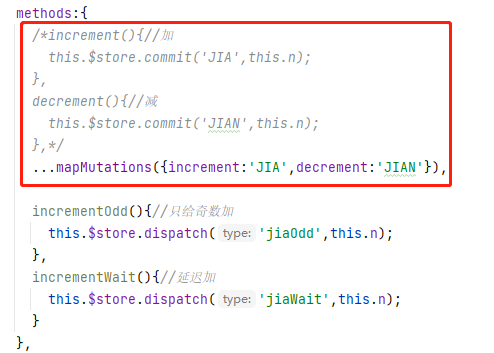 methods:{
/*increment(){//加
this.$store.commit('JIA',this.n);
},
decrement(){//减
this.$store.commit('JIAN',this.n);
},*/
...mapMutations({increment:'JIA',decrement:'JIAN'}),
incrementOdd(){//只给奇数加
this.$store.dispatch( type: 'jiaOdd',this.n);
},
incrementWait(){//延迟加
this.$store.dispatch( type: 'jiaWait',this.n);
}
},